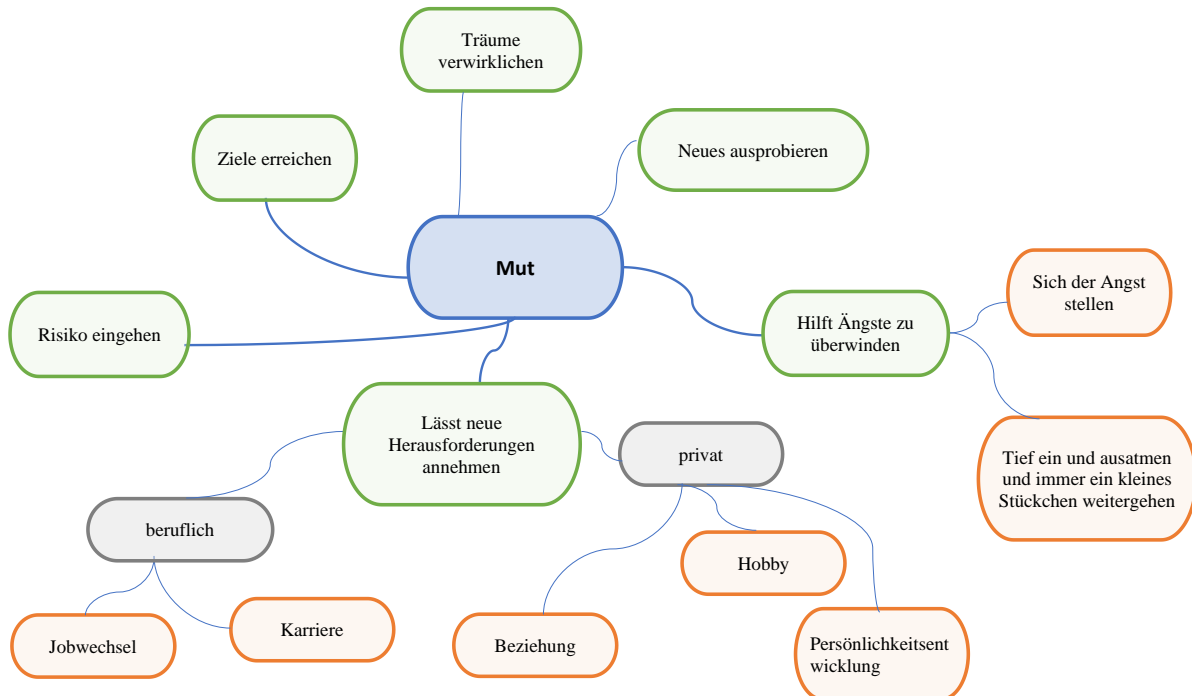 Träume
verwirklichen
Ziele erreichen
Neues ausprobieren
Mut
Sich der Angst
stellen
Risiko eingehen
Hilft Ängste zu
überwinden
Lässt neue
Herausforderungen
annehmen
privat
Tief ein und ausatmen
und immer ein kleines
Stückchen weitergehen
beruflich
Hobby
Karriere
Jobwechsel
Beziehung
Persönlichkeitsent
wicklung